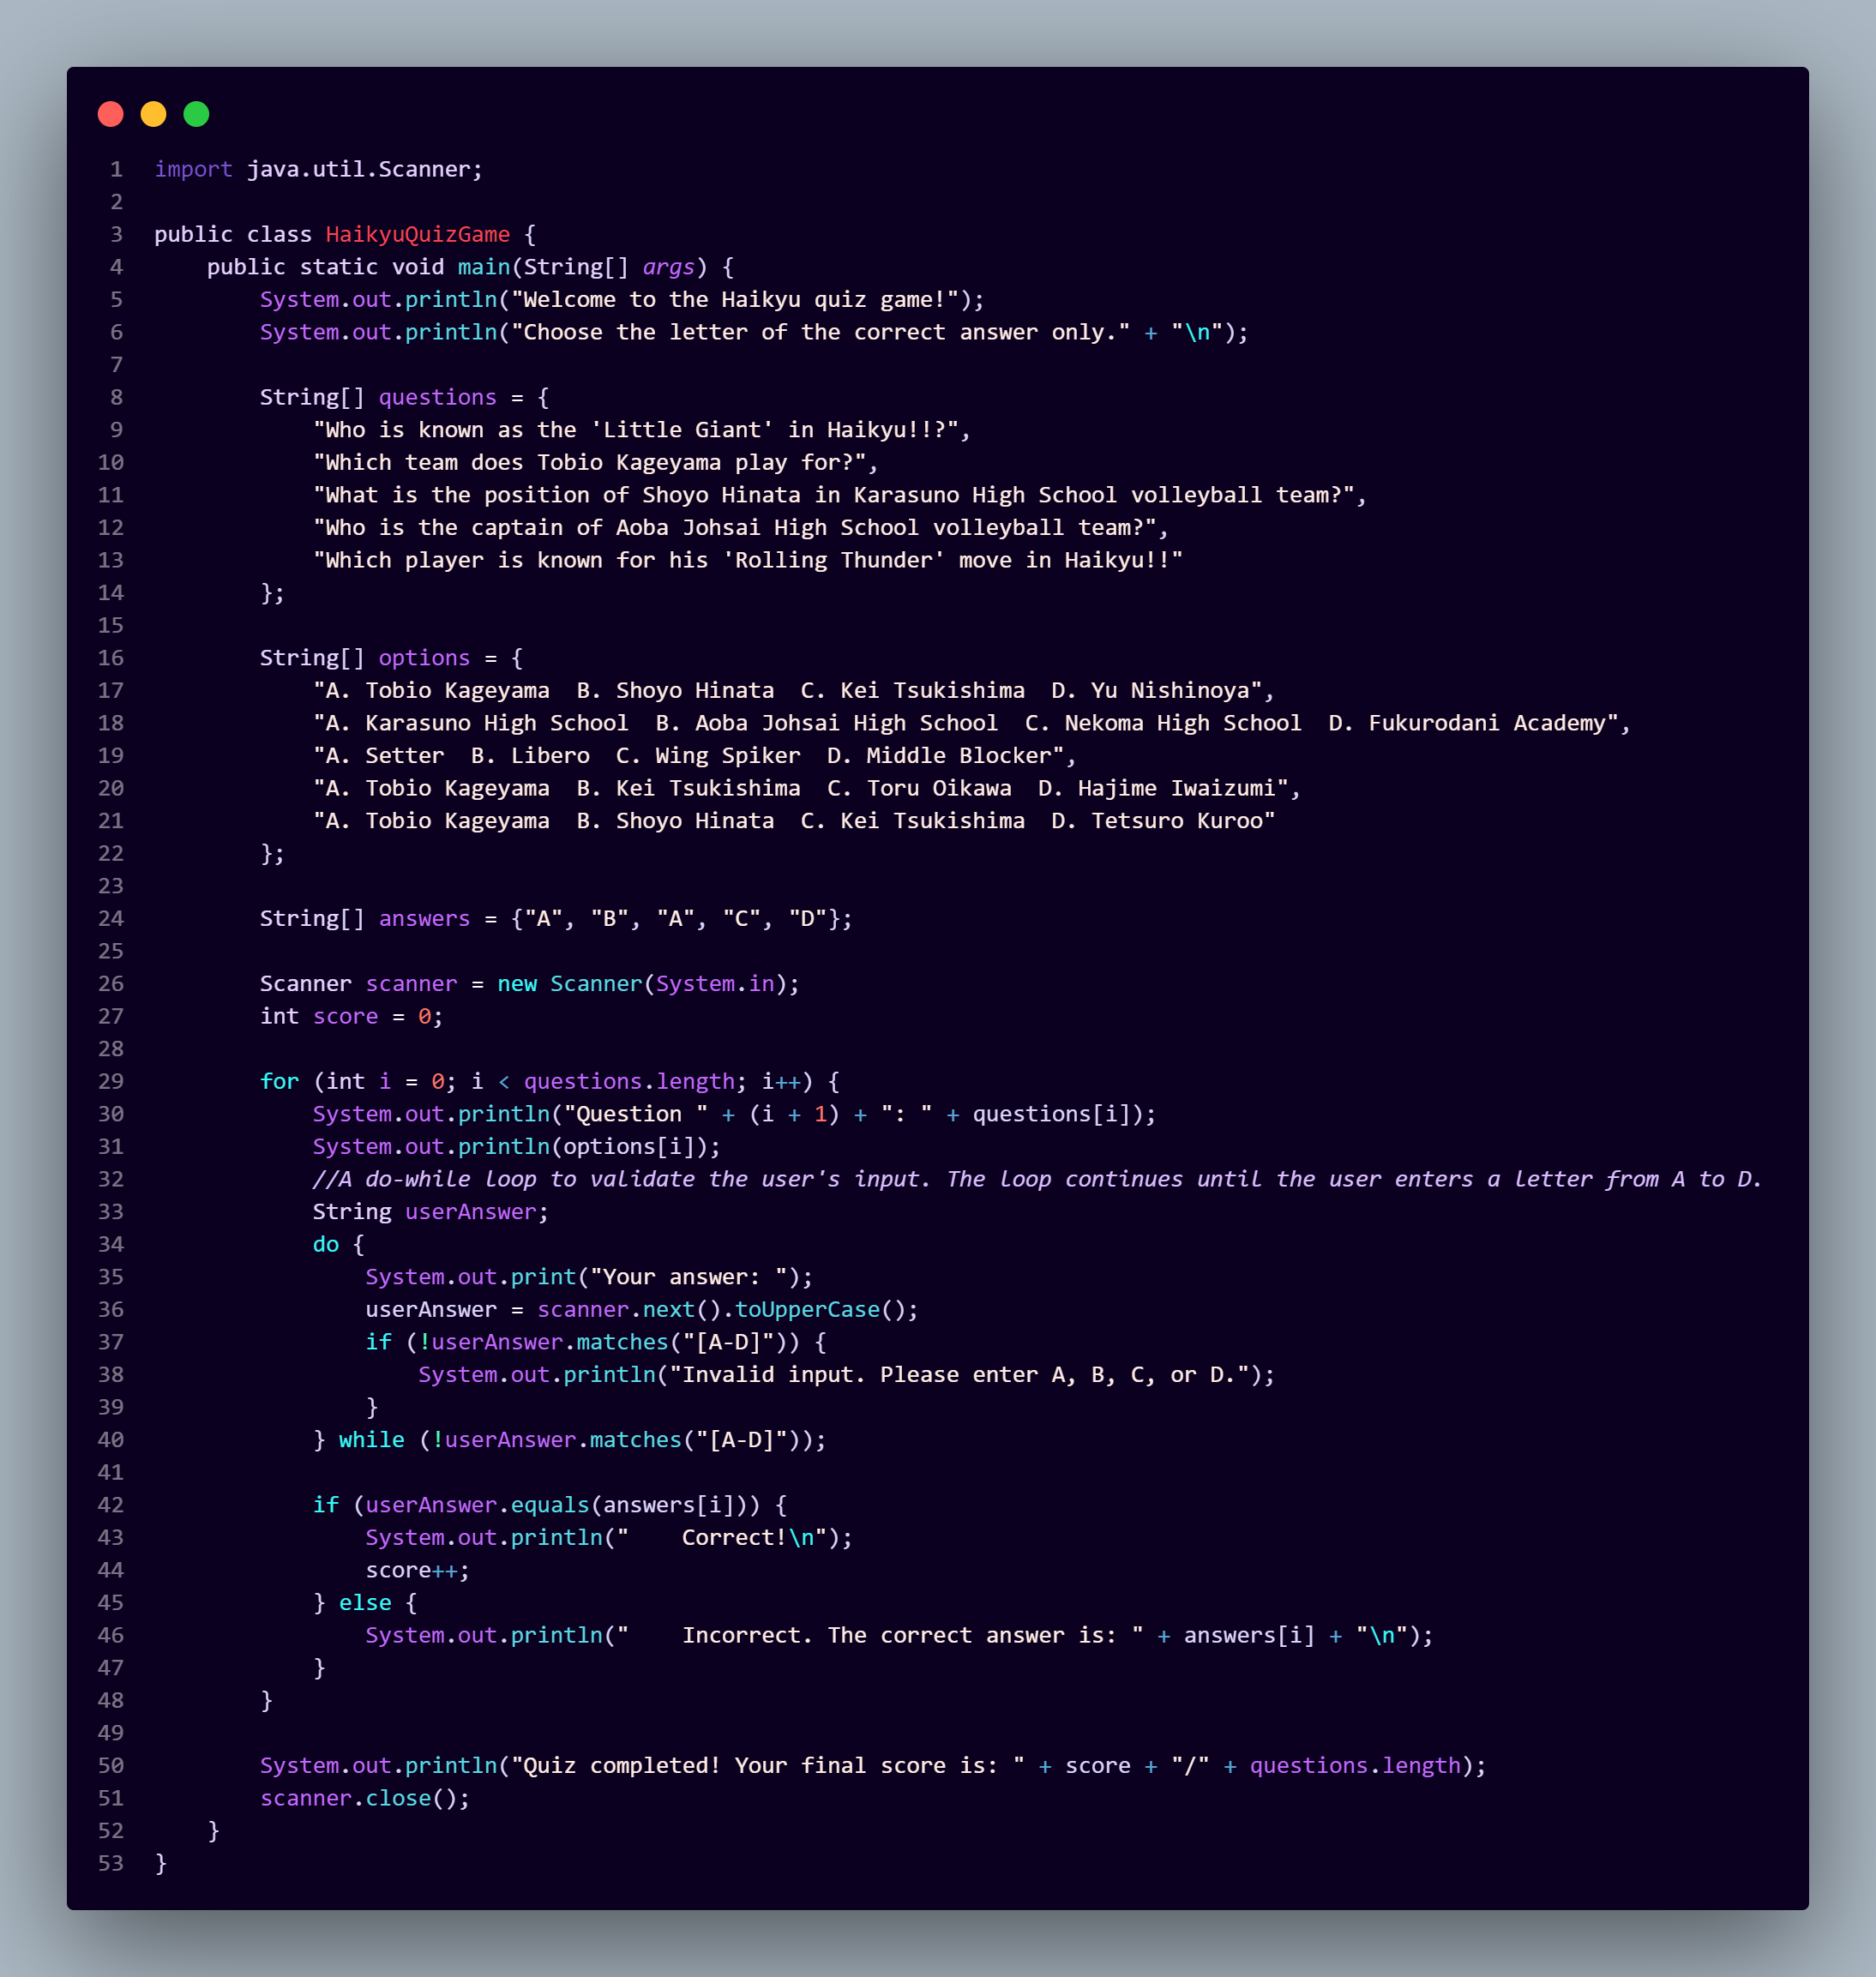 1 import java.util.Scanner;
2
3 public class HaikyuQuizGame {
4     public static void main(String[] args) {
5         System.out.println("Welcome to the Haikyu quiz game!");
6         System.out.println("Choose the letter of the correct answer only." + "\n");
7
8         String[] questions = {
9             "Who is known as the 'Little Giant' in Haikyu!!?",
10             "Which team does Tobio Kageyama play for?",
11             "What is the position of Shoyo Hinata in Karasuno High School volleyball team?",
12             "Who is the captain of Aoba Johsai High School volleyball team?",
13             "Which player is known for his 'Rolling Thunder' move in Haikyu!!"
14         };
15
16         String[] options = {
17             "A. Tobio Kageyama  B. Shoyo Hinata  C. Kei Tsukishima  D. Yu Nishinoya",
18             "A. Karasuno High School  B. Aoba Johsai High School  C. Nekoma High School  D. Fukurodani Academy",
19             "A. Setter  B. Libero  C. Wing Spiker  D. Middle Blocker",
20             "A. Tobio Kageyama  B. Kei Tsukishima  C. Toru Oikawa  D. Hajime Iwaizumi",
21             "A. Tobio Kageyama  B. Shoyo Hinata  C. Kei Tsukishima  D. Tetsuro Kuroo"
22         };
23
24         String[] answers = {"A", "B", "A", "C", "D"};
25
26         Scanner scanner = new Scanner(System.in);
27         int score = 0;
28
29         for (int i = 0; i < questions.length; i++) {
30             System.out.println("Question " + (i + 1) + ": " + questions[i]);
31             System.out.println(options[i]);
32             //A do-while loop to validate the user's input. The loop continues until the user enters a letter from A to D.
33             String userAnswer;
34             do {
35                 System.out.print("Your answer: ");
36                 userAnswer = scanner.next().toUpperCase();
37                 if (!userAnswer.matches("[A-D]")) {
38                     System.out.println("Invalid input. Please enter A, B, C, or D.");
39                 }
40             } while (!userAnswer.matches("[A-D]"));
41
42             if (userAnswer.equals(answers[i])) {
43                 System.out.println("    Correct!\n");
44                 score++;
45             } else {
46                 System.out.println("    Incorrect. The correct answer is: " + answers[i] + "\n");
47             }
48         }
49
50         System.out.println("Quiz completed! Your final score is: " + score + "/" + questions.length);
51         scanner.close();
52     }
53 }